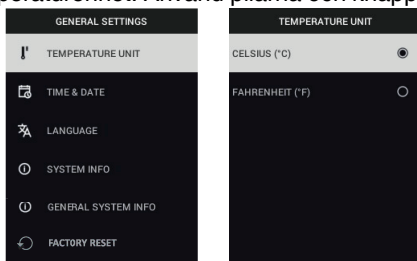 GENERAL SETTINGS
TEMPERATURE UNIT
TIME & DATE
LANGUAGE
SYSTEM INFO
GENERAL SYSTEM INFO
FACTORY RESET
TEMPERATURE UNIT
CELSIUS (°C)
FAHRENHEIT (°F)